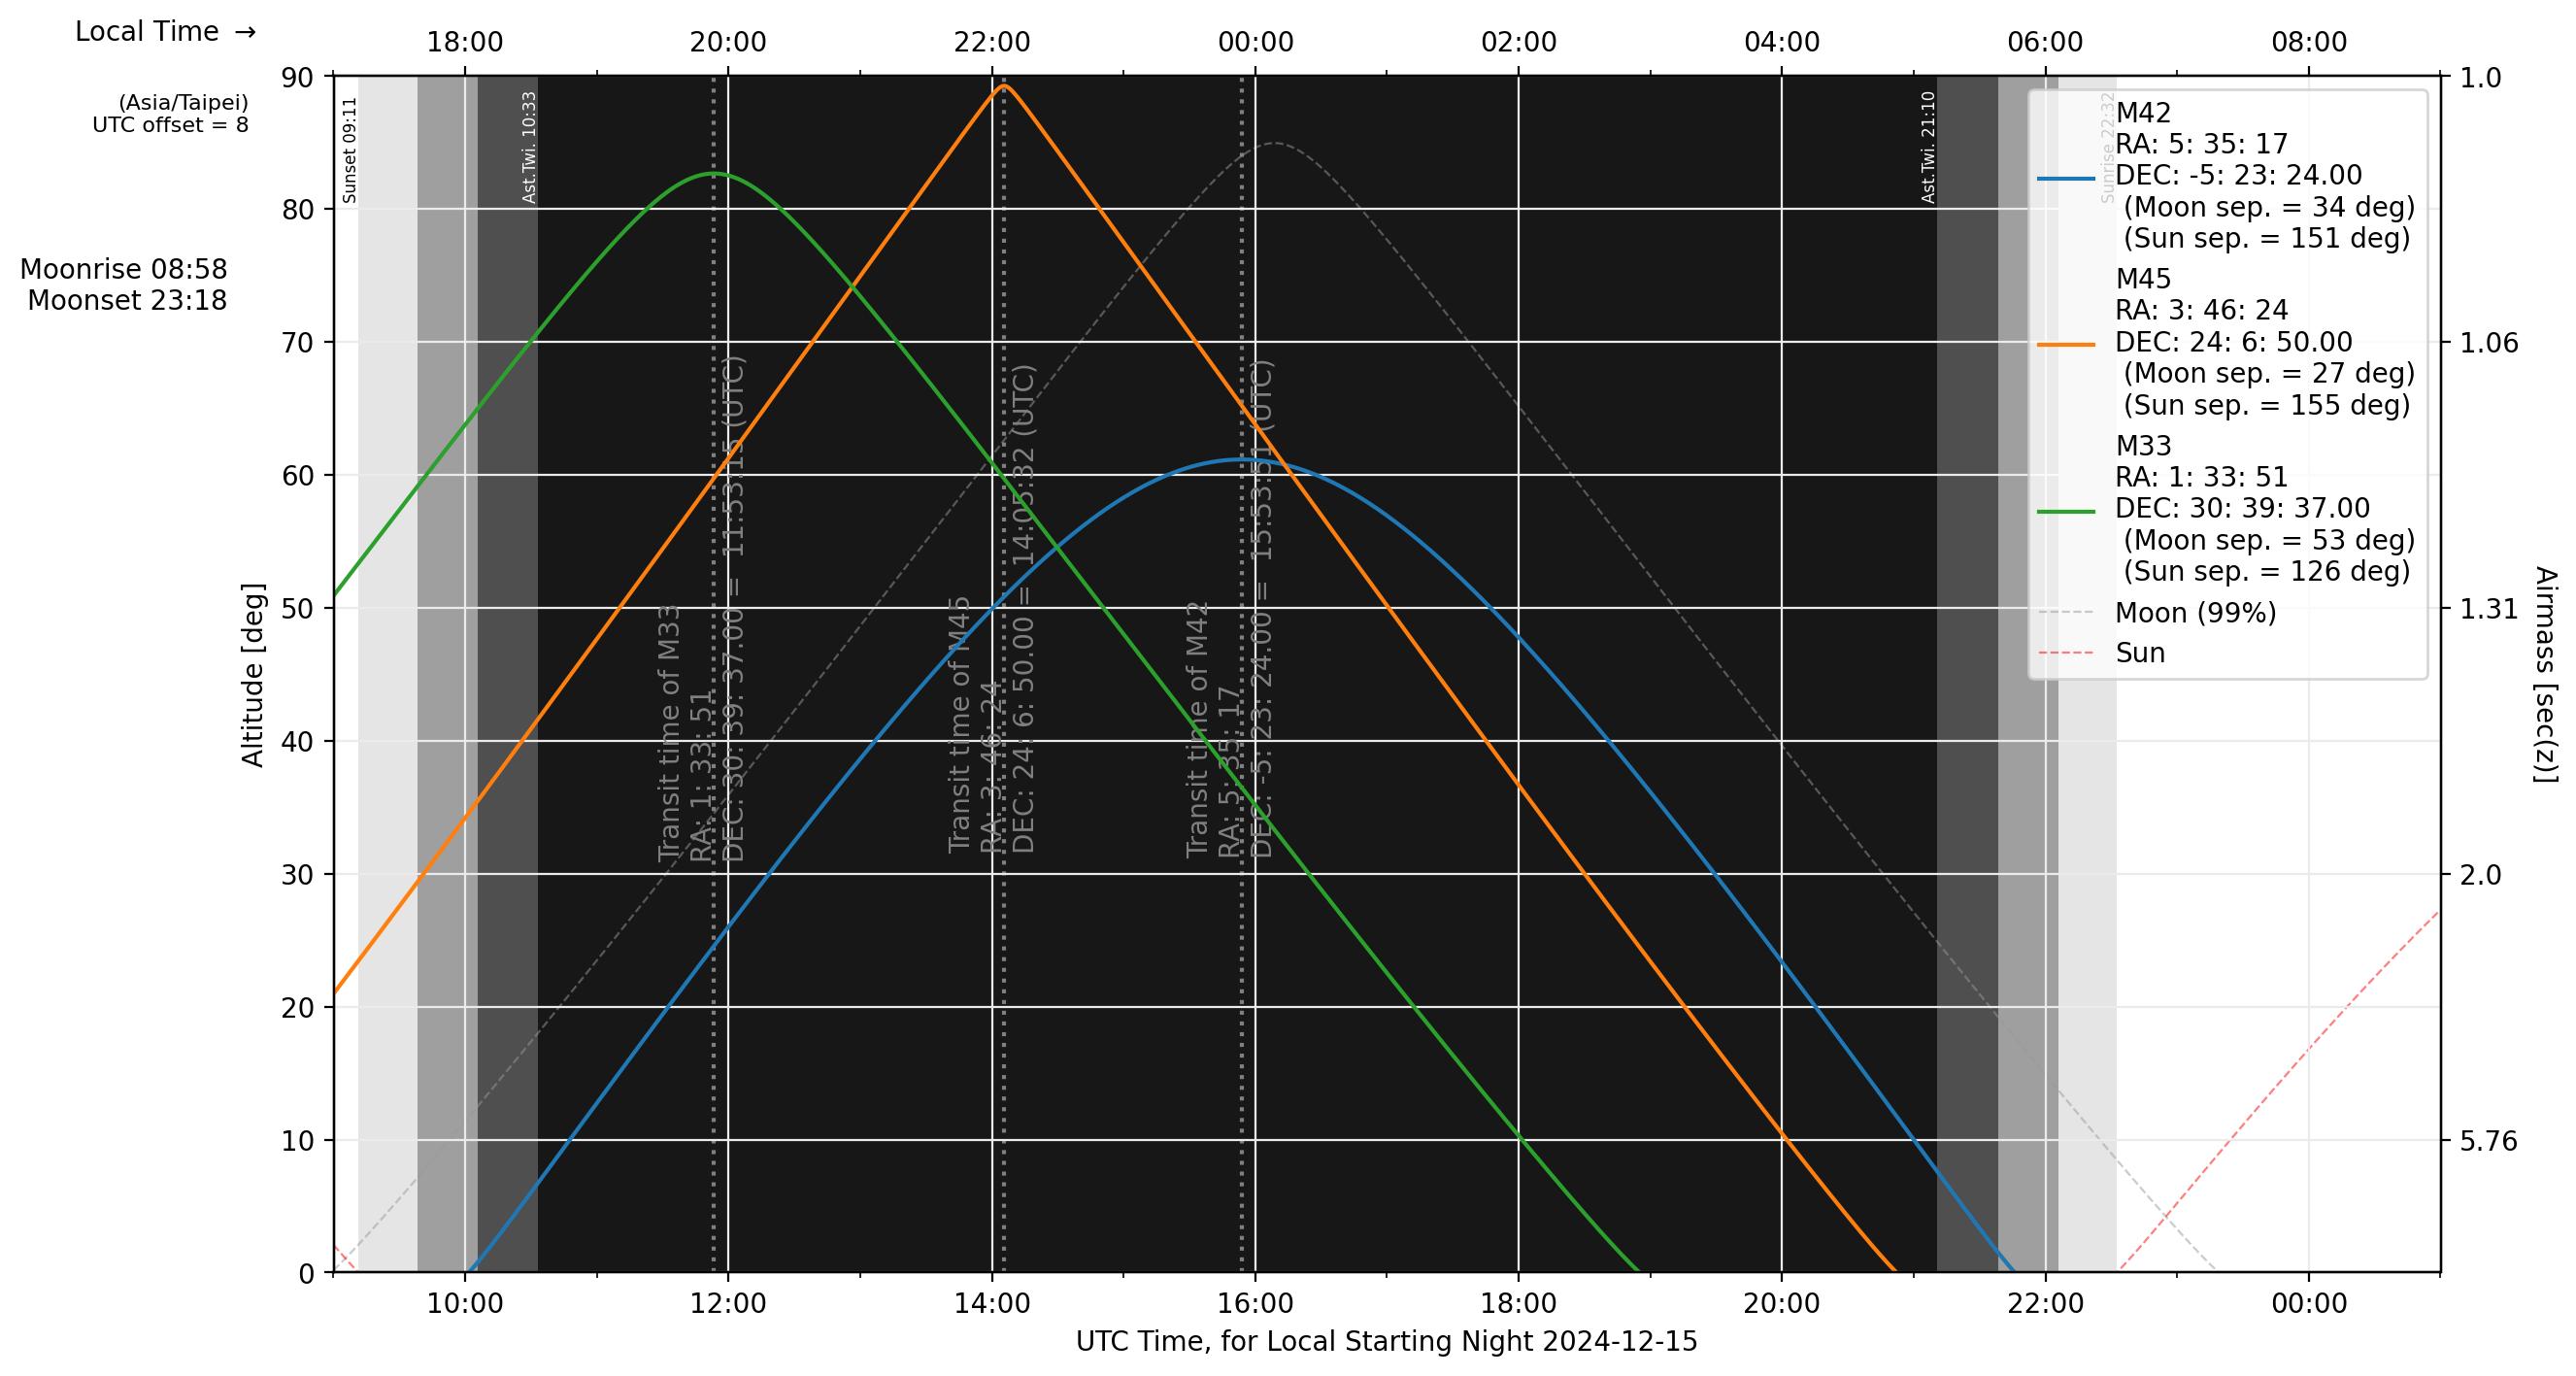 Local Time →
18:00 20:00 22:00 00:00 02:00 04:00 06:00 08:00
(Asia/Taipei)
UTC offset = 8
Moonrise 08:58
Moonset 23:18
Altitude [deg]
90
80
70
60
50
40
30
20
10
0
Sunset 09:11
Ast.Twi. 10:33
Ast.Twi. 21:10
Sunrise 22:32
Transit time of M33
RA: 1: 33: 51
DEC: 30: 39: 37.00 = 11:53:15 (UTC)
Transit time of M45
RA: 3: 46: 24
DEC: 24: 6: 50.00 = 14:05:32 (UTC)
Transit time of M42
RA: 5: 35: 17
DEC: -5: 23: 24.00 = 15:53:51 (UTC)
M42
RA: 5: 35: 17
DEC: -5: 23: 24.00
(Moon sep. = 34 deg)
(Sun sep. = 151 deg)
M45
RA: 3: 46: 24
DEC: 24: 6: 50.00
(Moon sep. = 27 deg)
(Sun sep. = 155 deg)
M33
RA: 1: 33: 51
DEC: 30: 39: 37.00
(Moon sep. = 53 deg)
(Sun sep. = 126 deg)
Moon (99%)
Sun
1.0
1.06
1.31
2.0
5.76
Airmass [sec(z)]
10:00 12:00 14:00 16:00 18:00 20:00 22:00 00:00
UTC Time, for Local Starting Night 2024-12-15